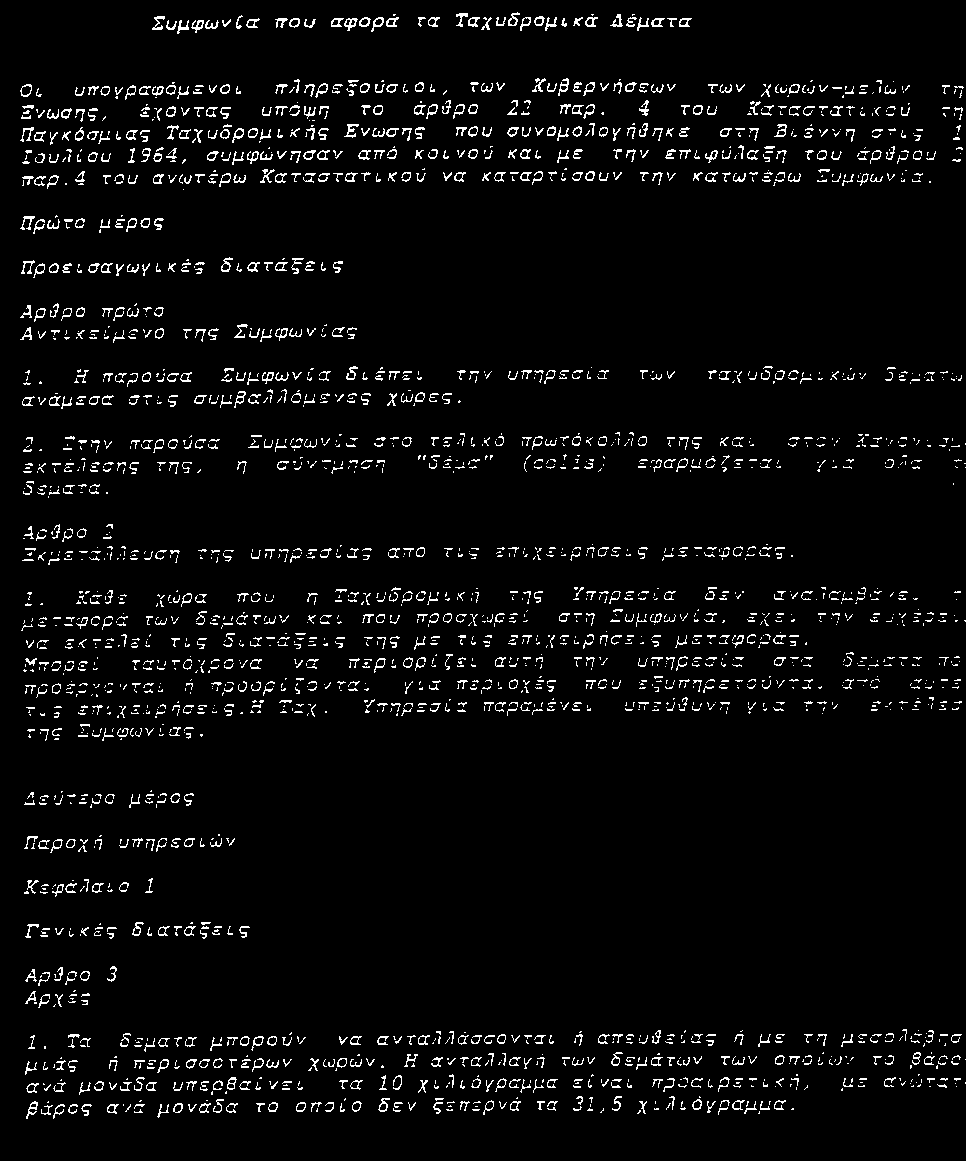 Συμφωνία που αφορά τα Ταχυδρομικά Δέματα
Οι υπογραφόμενοι πληρεξούσιοι, των Κυβερνήσεων των χωρών-μελών τη
Ενωσης, έχοντας υπόψη το άρθρο 22 παρ. 4 του Καταστατικού τη
Παγκόσμιας Ταχυδρομικής Ενωσης που συνομολογήθηκε στη Βιέννη στις 1
Ιουλίου 1964, συμφώνησαν από κοινού και με την επιφύλαξη του άρθρου 2
παρ.4 του ανωτέρω Καταστατικού να καταρτίσουν την κατωτέρω Συμφωνία.
Πρώτο μέρος
Προεισαγωγικές διατάξεις
Αρθρο πρώτο
Αντικείμενο της Συμφωνίας
1. Η παρούσα Συμφωνία διέπει την υπηρεσία των ταχυδρομικών δεμάτω
ανάμεσα στις συμβαλλόμενες χώρες.
2. Στην παρούσα Συμφωνία στο τελικό πρωτόκολλο της και στον Κανονισμ
εκτέλεσης της, η σύντμηση "δέμα" (colis) εφαρμόζεται για ολα τ
δεματα.
Αρθρο 2
Εκμετάλλευση της υπηρεσίας απο τις επιχειρήσεις μεταφοράς.
1. Κάθε χώρα που η Ταχυδρομική της Υπηρεσία δεν αναλαμβάνει τ
μεταφορά των δεμάτων και που προσχωρεί στη Συμφωνία, εχει την ευχέρει
να εκτελεί τις διατάξεις της με τις επιχειρήσεις μεταφοράς.
Μπορεί ταυτόχρονα να περιορίζει αυτή την υπηρεσία στα δεματα πο
προέρχονται ή προορίζονται για περιοχές που εξυπηρετούνται από αυτέ
τις επιχειρήσεις.Η Ταχ. Υπηρεσία παραμένει υπεύθυνη για την εκτέλεσ
της Συμφωνίας.
Δεύτερο μέρος
Παροχή υπηρεσιών
Κεφάλαιο 1
Γενικές διατάξεις
Αρθρο 3
Αρχές
1. Τα δεματα μπορούν να ανταλλάσσονται ή απευθείας ή με τη μεσολάβησ
μιάς ή περισσοτέρων χωρών. Η ανταλλαγή των δεμάτων των οποίων το βάρο
ανά μονάδα υπερβαίνει τα 10 χιλιόγραμμα είναι προαιρετική, με ανώτατ
βάρος ανά μονάδα το οποίο δεν ξεπερνά τα 31,5 χιλιόγραμμα.